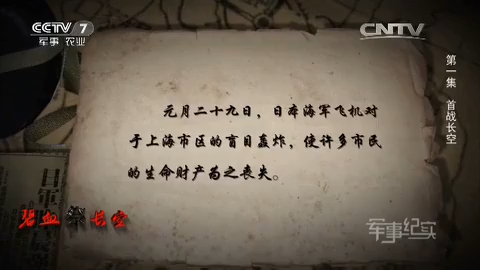 CCTV 7
军事 农业
CNTV
第一集 首战长空
元月二十九日，日本海军飞机对
于上海市区的盲目轰炸，使许多市民
的生命财产为之丧失。
碧血 长空
军事纪实